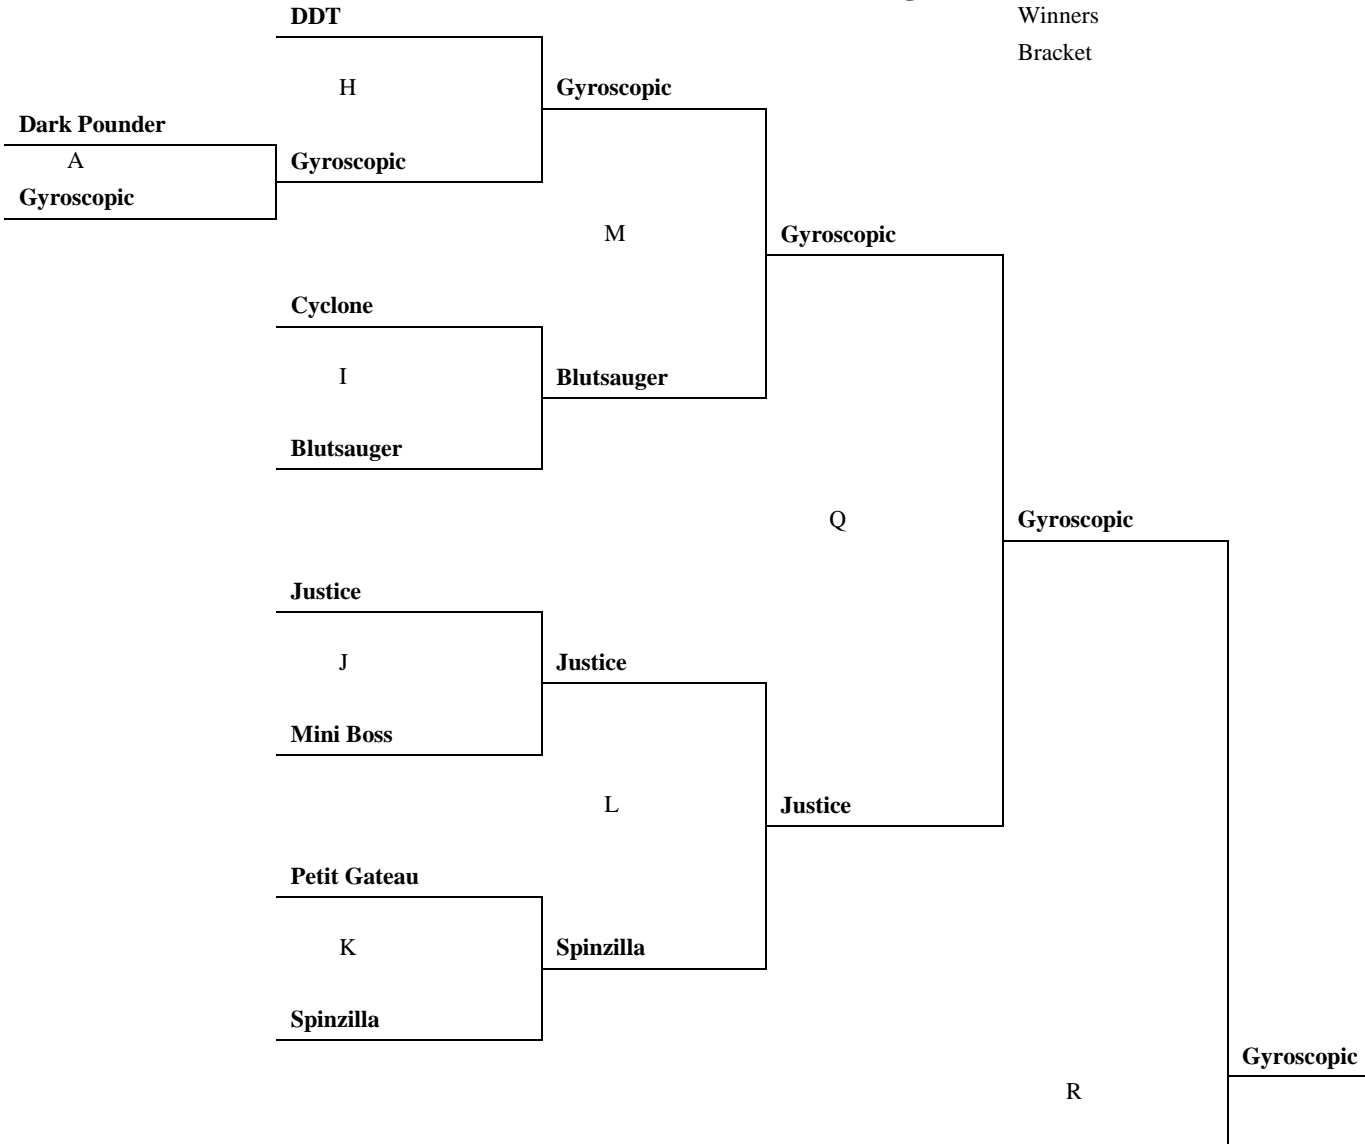 DDT
Winners
Bracket
H
Gyroscopic
Dark Pounder
A
Gyroscopic
Gyroscopic
M
Gyroscopic
Cyclone
I
Blutsauger
Blutsauger
Q
Gyroscopic
Justice
J
Justice
Mini Boss
L
Justice
Petit Gateau
K
Spinzilla
Spinzilla
Gyroscopic
R